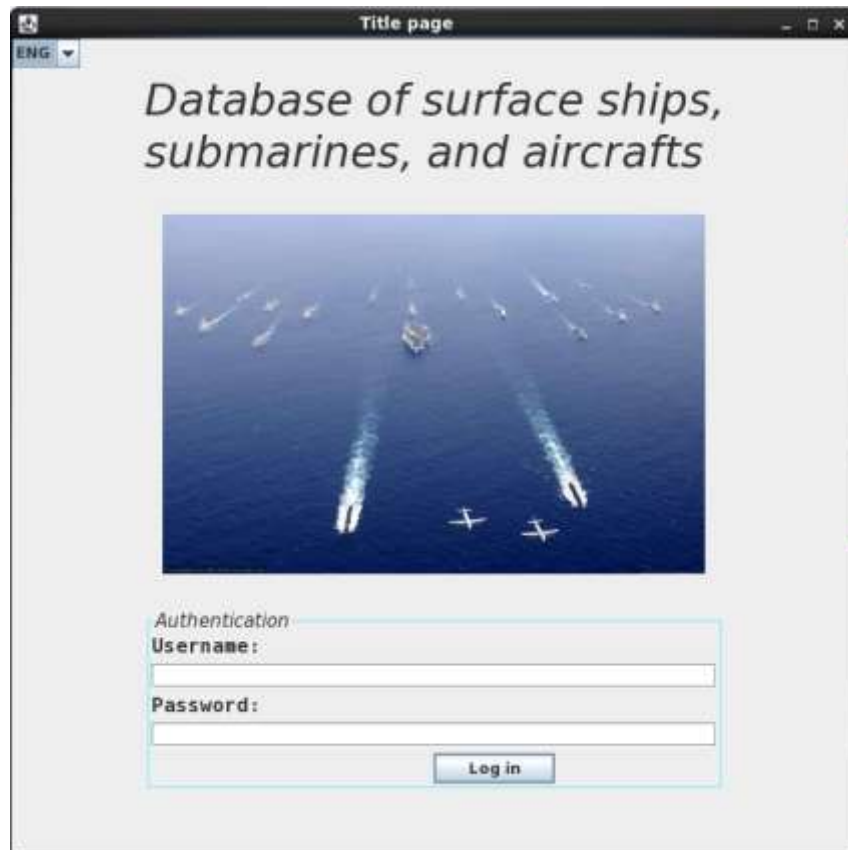 Title page
ENG
Database of surface ships,
submarines, and aircrafts
Authentication
Username:
Password:
Log in